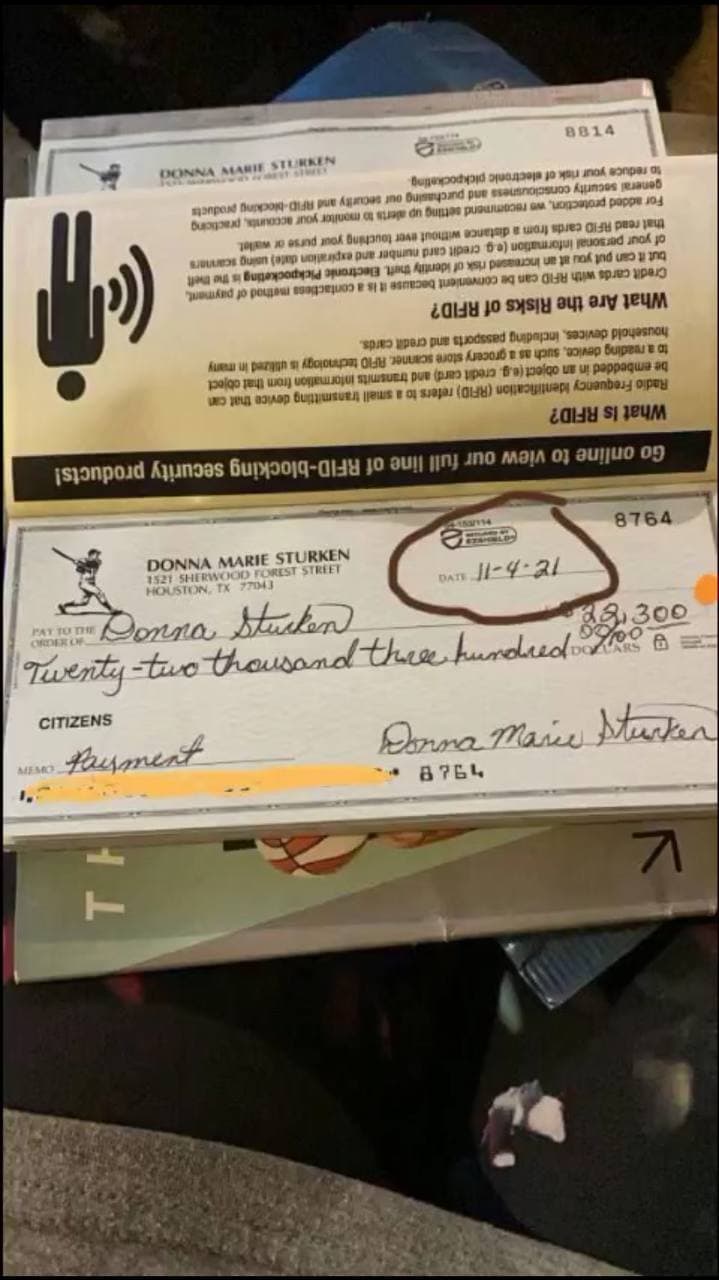 8814
DONNA MARIE STURKEN
to reduce your risk of electronic pickpocketing.
general security consciousness and purchasing our security and RFID-blocking products
For added protection, we recommend setting up alerts to monitor your accounts, practicing
that read RFID cards from a distance without ever touching your purse or wallet.
of your personal information (e.g. credit card number and expiration date) using scanners
but it can put you at an increased risk of identity theft. Electronic Pickpocketing is the theft
Credit cards with RFID can be convenient because it is a contactless method of payment,
What Are the Risks of RFID?
household devices, including passports and credit cards.
to a reading device, such as a grocery store scanner. RFID technology is utilized in many
be embedded in an object (e.g. credit card) and transmits information from that object
Radio Frequency Identification (RFID) refers to a small transmitting device that can
What Is RFID?
Go online to view our full line of RFID-blocking security products!
8764
DONNA MARIE STURKEN
1521 SHERWOOD FOREST STREET
HOUSTON, TX 77043
DATE 11-4-21
PAY TO THE
ORDER OF Donna Sturken $22,300
Twenty-two thousand three hundred 00/100 DOLLARS
CITIZENS
MEMO Payment Donna Marie Sturken
8764
TH